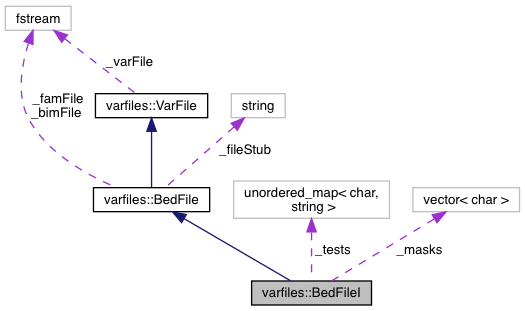 fstream
_varFile
_famFile
_bimFile
varfiles::VarFile
string
_fileStub
varfiles::BedFile
unordered_map< char,
string >
vector< char >
_tests
_masks
varfiles::BedFileI